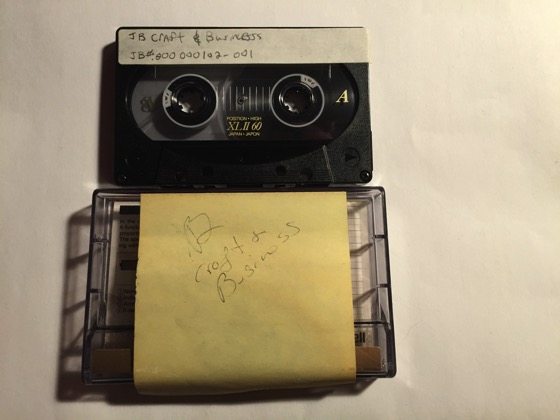 JB Craft & Business
JB#: 800 000102-001
A
POSITION • HIGH
XLII 60
JAPAN • JAPON
JB
Craft &
Business